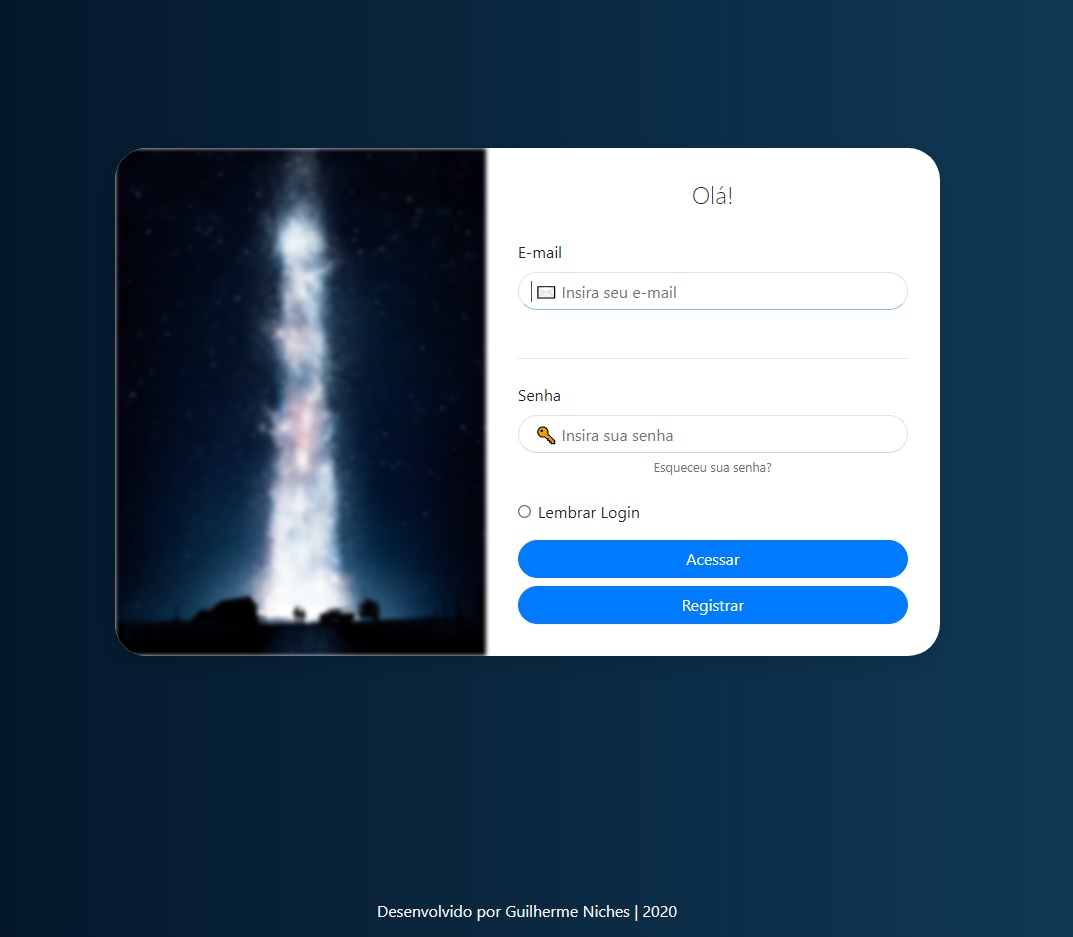 Olá!
E-mail
Insira seu e-mail
Senha
Insira sua senha
Esqueceu sua senha?
Lembrar Login
Acessar
Registrar
Desenvolvido por Guilherme Niches | 2020